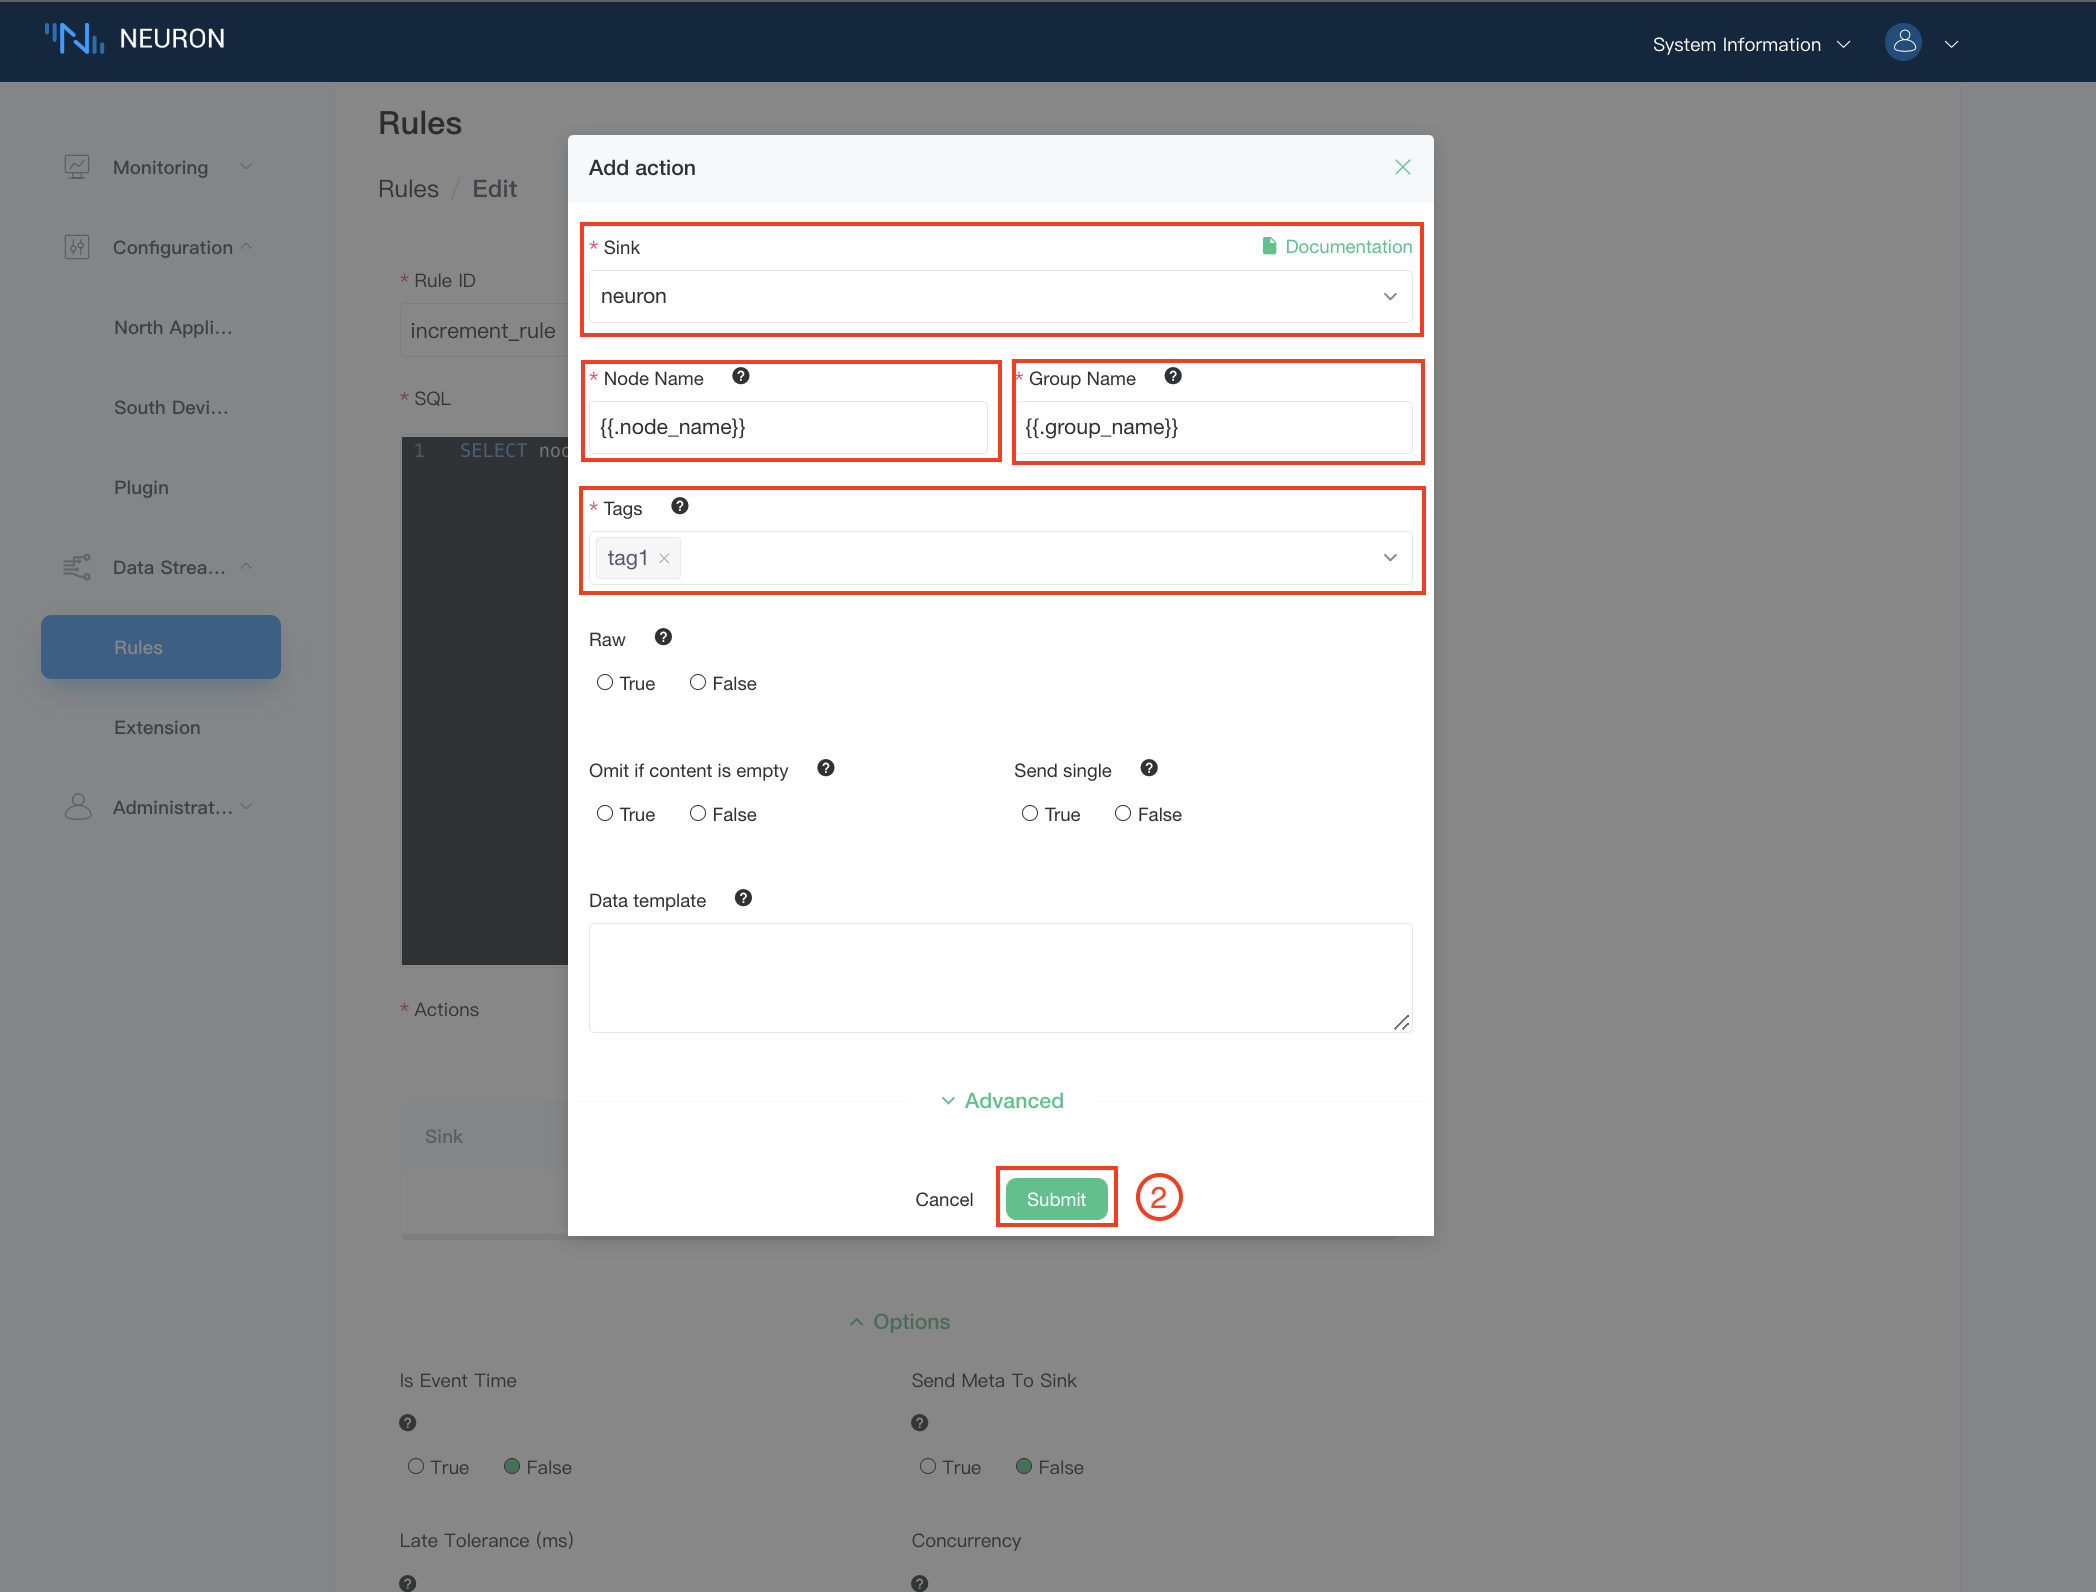 NEURON
System Information
Monitoring
Configuration
North Appli...
South Devi...
Plugin
Data Strea...
Rules
Extension
Administrat...
Rules
Rules / Edit
* Rule ID
increment_rule
* SQL
1 SELECT nod
* Actions
Sink
Add action
* Sink
Documentation
neuron
* Node Name ?
{{.node_name}}
* Group Name ?
{{.group_name}}
* Tags ?
tag1 ×
Raw ?
True False
Omit if content is empty ?
True False
Send single ?
True False
Data template ?
Advanced
Cancel Submit 2
Options
Is Event Time
?
True False
Send Meta To Sink
?
True False
Late Tolerance (ms)
?
Concurrency
?